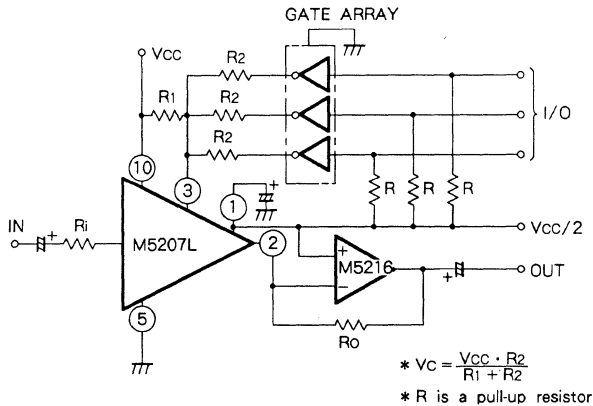 GATE ARRAY
VCC
R2
R1
R2
I/O
R2
10
3
1
+
R
R
R
IN
+
Ri
M5207L
VCC/2
2
+
M5216
−
+
OUT
5
Ro
* VC = VCC · R2
R1 + R2
* R is a pull-up resistor